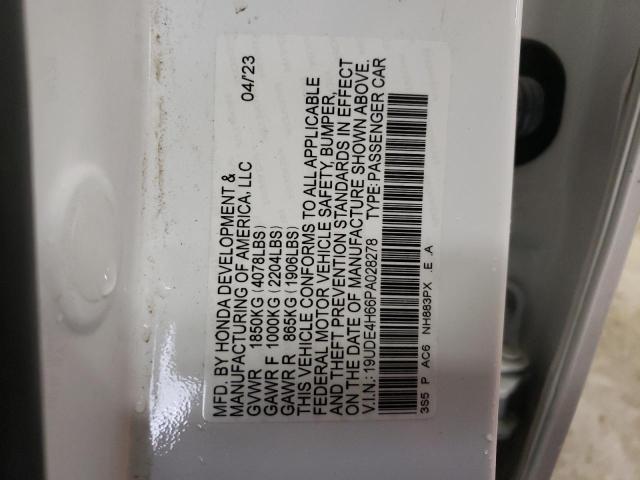 MFD. BY HONDA DEVELOPMENT & 04/23
MANUFACTURING OF AMERICA, LLC
GVWR 1850KG (4078LBS)
GAWR F 1000KG (2204LBS)
GAWR R 865KG (1906LBS)
THIS VEHICLE CONFORMS TO ALL APPLICABLE
FEDERAL MOTOR VEHICLE SAFETY, BUMPER,
AND THEFT PREVENTION STANDARDS IN EFFECT
ON THE DATE OF MANUFACTURE SHOWN ABOVE.
V.I.N.: 19UDE4H66PA028278 TYPE:PASSENGER CAR
3S5 P AC6 NH883PX .E .A